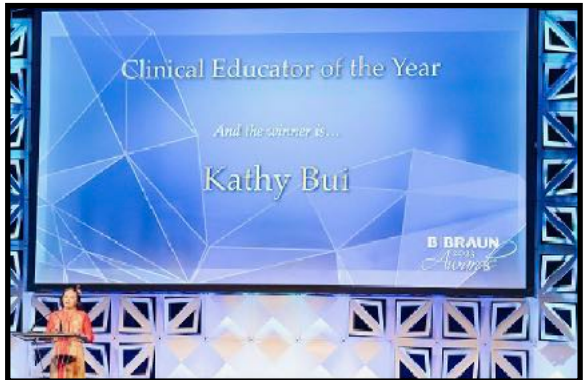 Clinical Educator of the Year
And the winner is...
Kathy Bui
B BRAUN
Awards